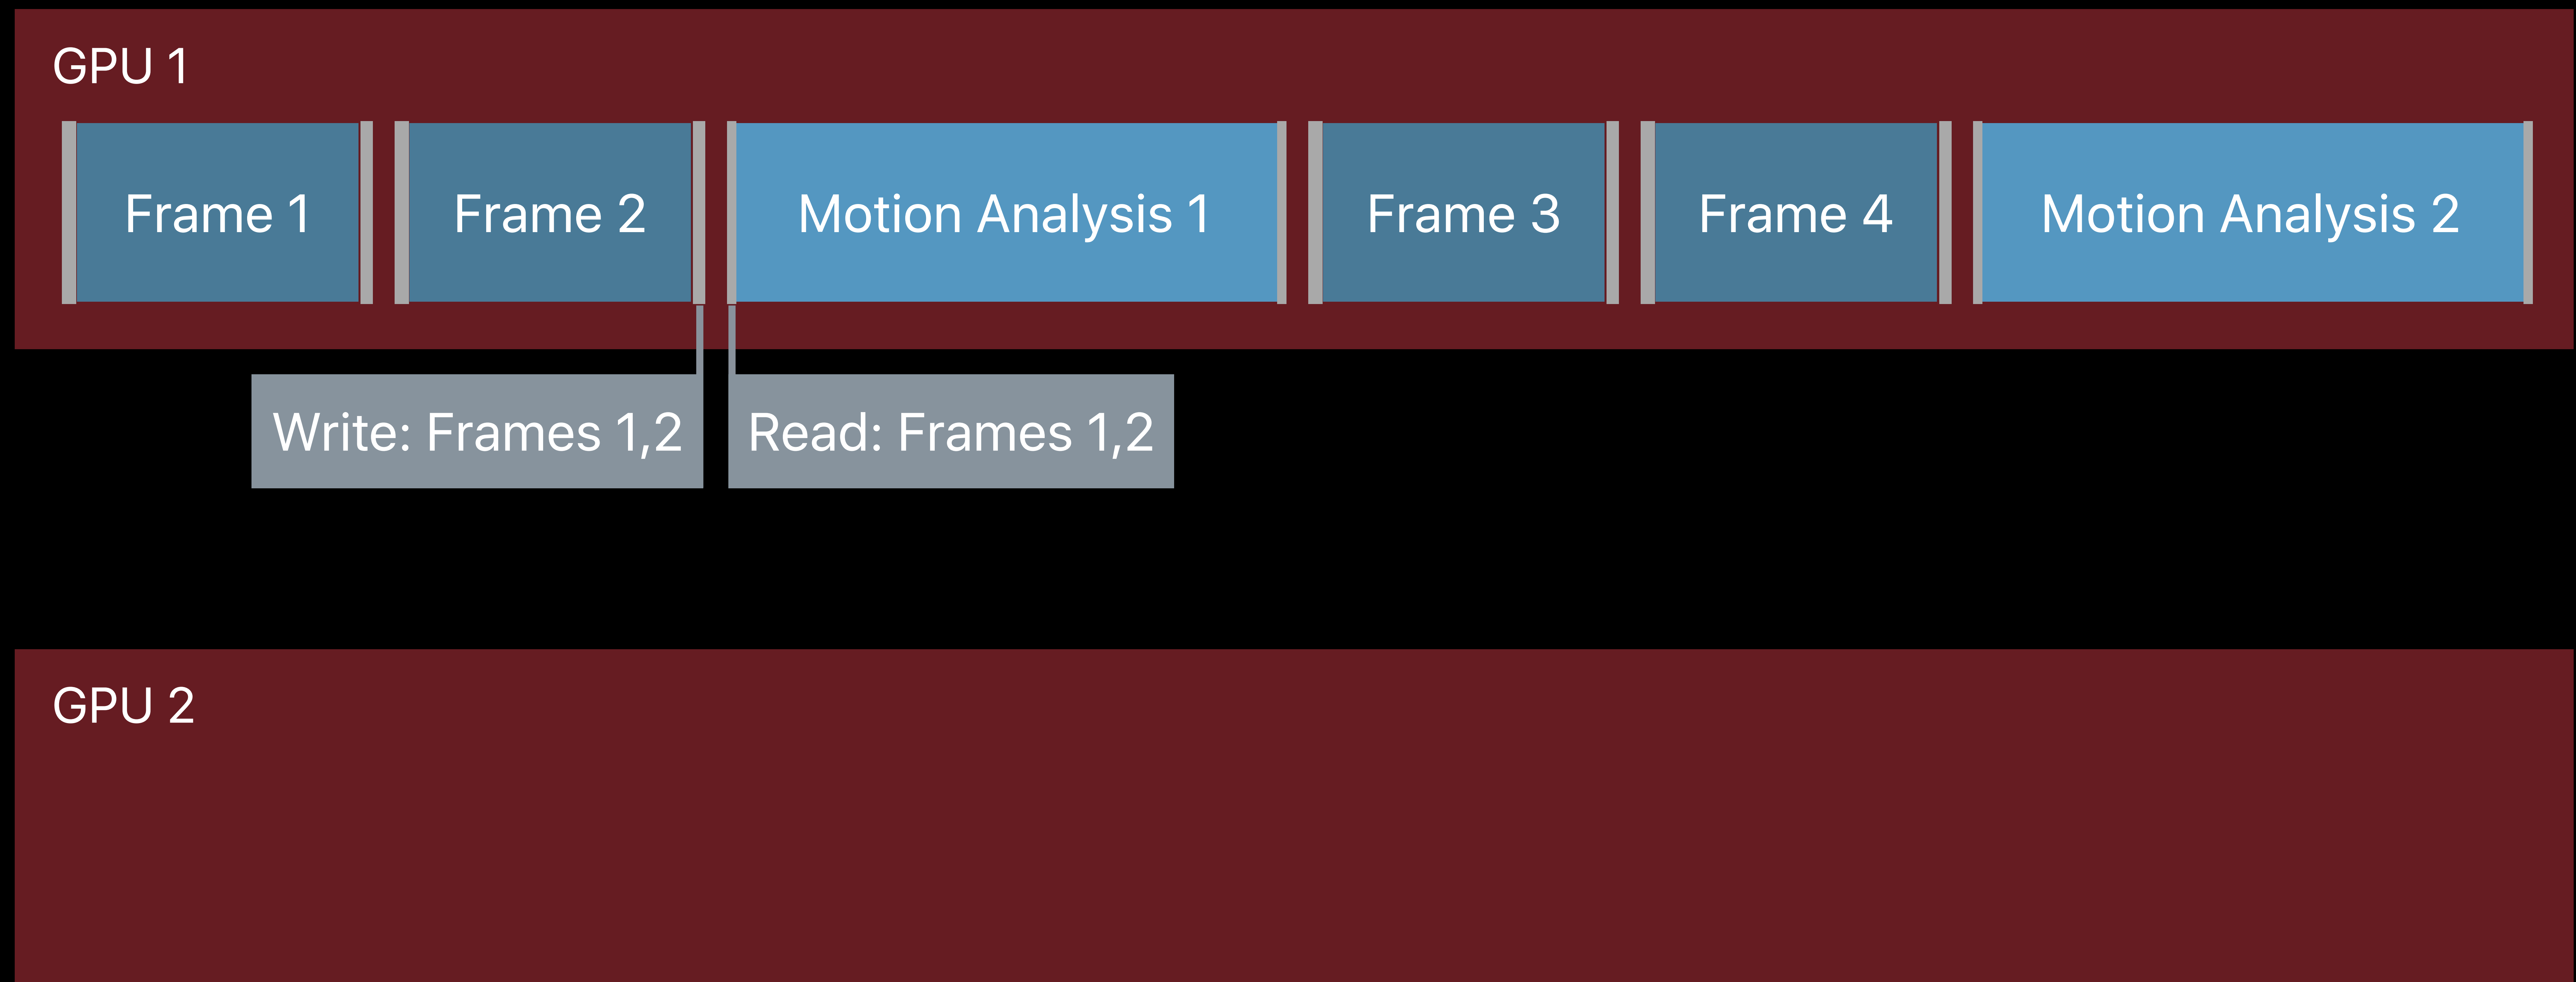 GPU 1
Frame 1
Frame 2
Motion Analysis 1
Frame 3
Frame 4
Motion Analysis 2
Write: Frames 1,2
Read: Frames 1,2
GPU 2